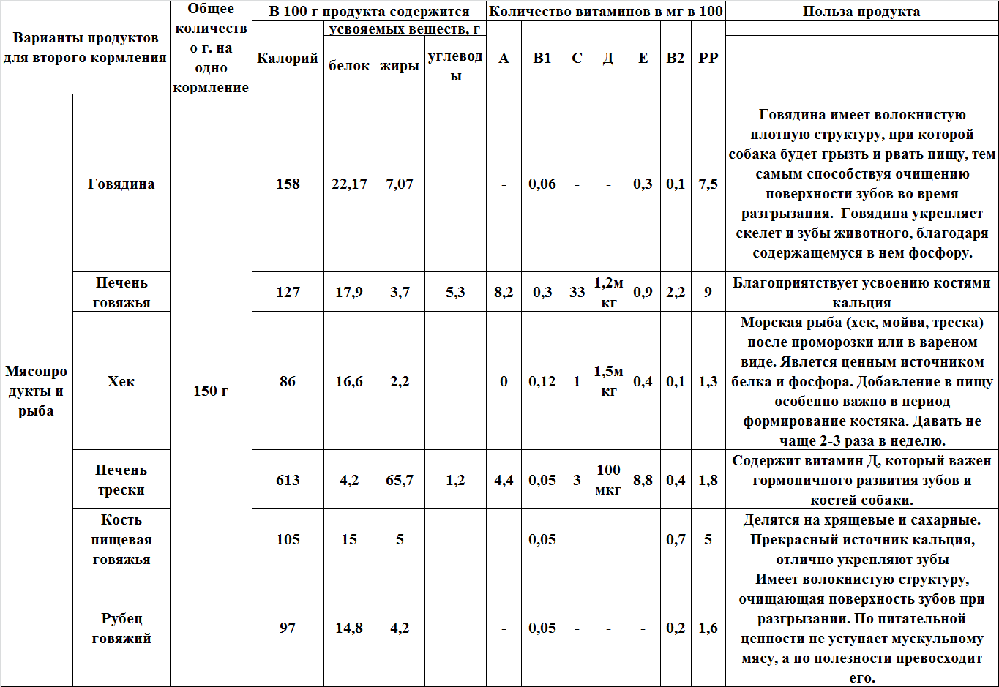 Варианты продуктов
для второго кормления
Общее
количеств
о г. на
одно
кормление
В 100 г продукта содержится
Калорий
усвояемых веществ, г
белок
жиры
углевод
ы
Количество витаминов в мг в 100
А
В1
С
Д
Е
В2
РР
Польза продукта
Мясопро
дукты и
рыба
150 г
Говядина
158
22,17
7,07
-
0,06
-
-
0,3
0,1
7,5
Говядина имеет волокнистую
плотную структуру, при которой
собака будет грызть и рвать пищу, тем
самым способствуя очищению
поверхности зубов во время
разгрызания. Говядина укрепляет
скелет и зубы животного, благодаря
содержащемуся в нем фосфору.
Печень
говяжья
127
17,9
3,7
5,3
8,2
0,3
33
1,2м
кг
0,9
2,2
9
Благоприятствует усвоению костями
кальция
Хек
86
16,6
2,2
0
0,12
1
1,5м
кг
0,4
0,1
1,3
Морская рыба (хек, мойва, треска)
после проморозки или в вареном
виде. Явлется ценным источником
белка и фосфора. Добавление в пищу
особенно важно в период
формирование костяка. Давать не
чаще 2-3 раза в неделю.
Печень
трески
613
4,2
65,7
1,2
4,4
0,05
3
100
мкг
8,8
0,4
1,8
Содержит витамин Д, который важен
гормоничного развития зубов и
костей собаки.
Кость
пищевая
говяжья
105
15
5
-
0,05
-
-
-
0,7
5
Делятся на хрящевые и сахарные.
Прекрасный источник кальция,
отлично укрепляют зубы
Рубец
говяжий
97
14,8
4,2
-
0,05
-
-
-
0,2
1,6
Имеет волокнистую структуру,
очищающая поверхность зубов при
разгрызании. По питательной
ценности не уступает мускульному
мясу, а по полезности превосходит
его.